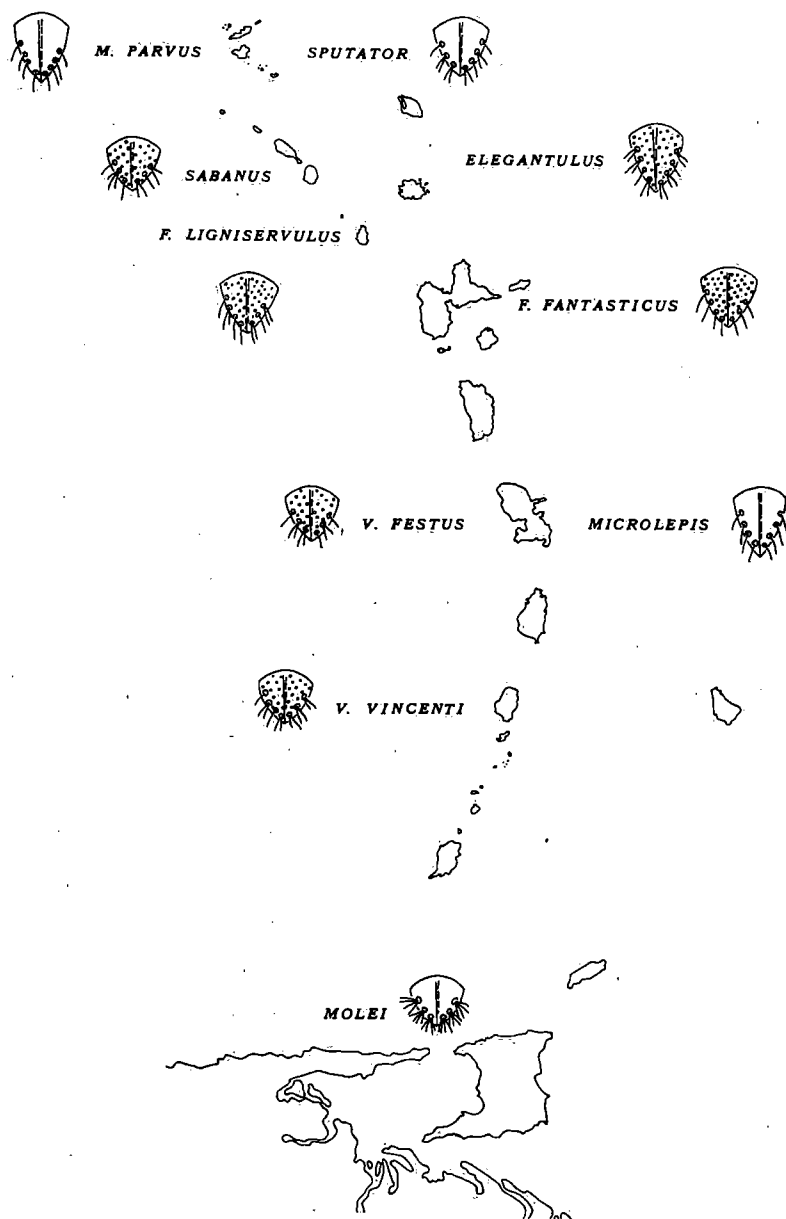 M. PARVUS
SPUTATOR
SABANUS
ELEGANTULUS
F. LIGNISERVULUS
F. FANTASTICUS
V. FESTUS
MICROLEPIS
V. VINCENTI
MOLEI